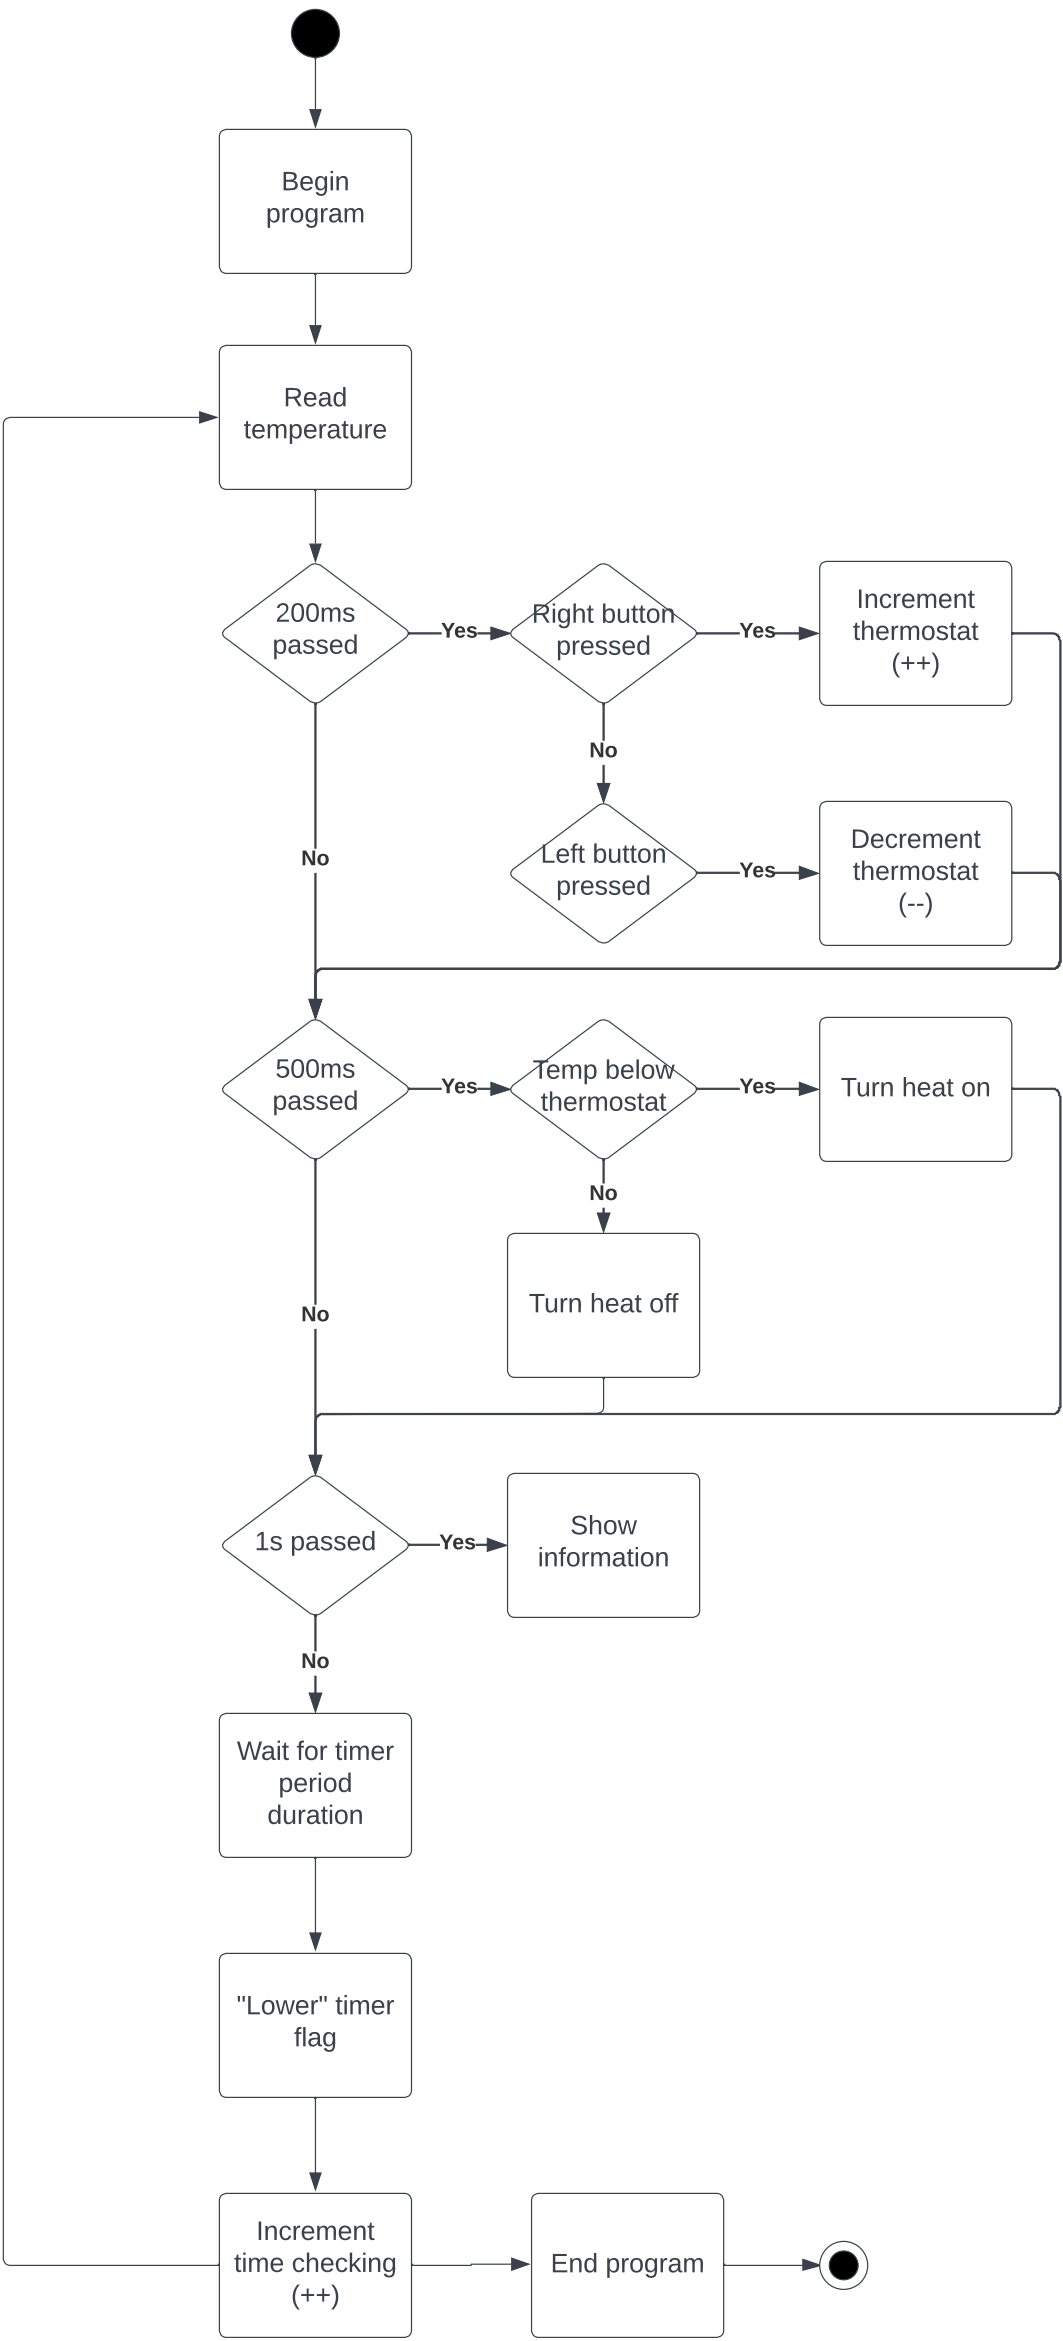 Begin
program
Read
temperature
200ms
passed
Yes
Right button
pressed
Yes
Increment
thermostat
(++)
No
No
Left button
pressed
Yes
Decrement
thermostat
(--)
500ms
passed
Yes
Temp below
thermostat
Yes
Turn heat on
No
No
Turn heat off
1s passed
Yes
Show
information
No
Wait for timer
period
duration
"Lower" timer
flag
Increment
time checking
(++)
End program